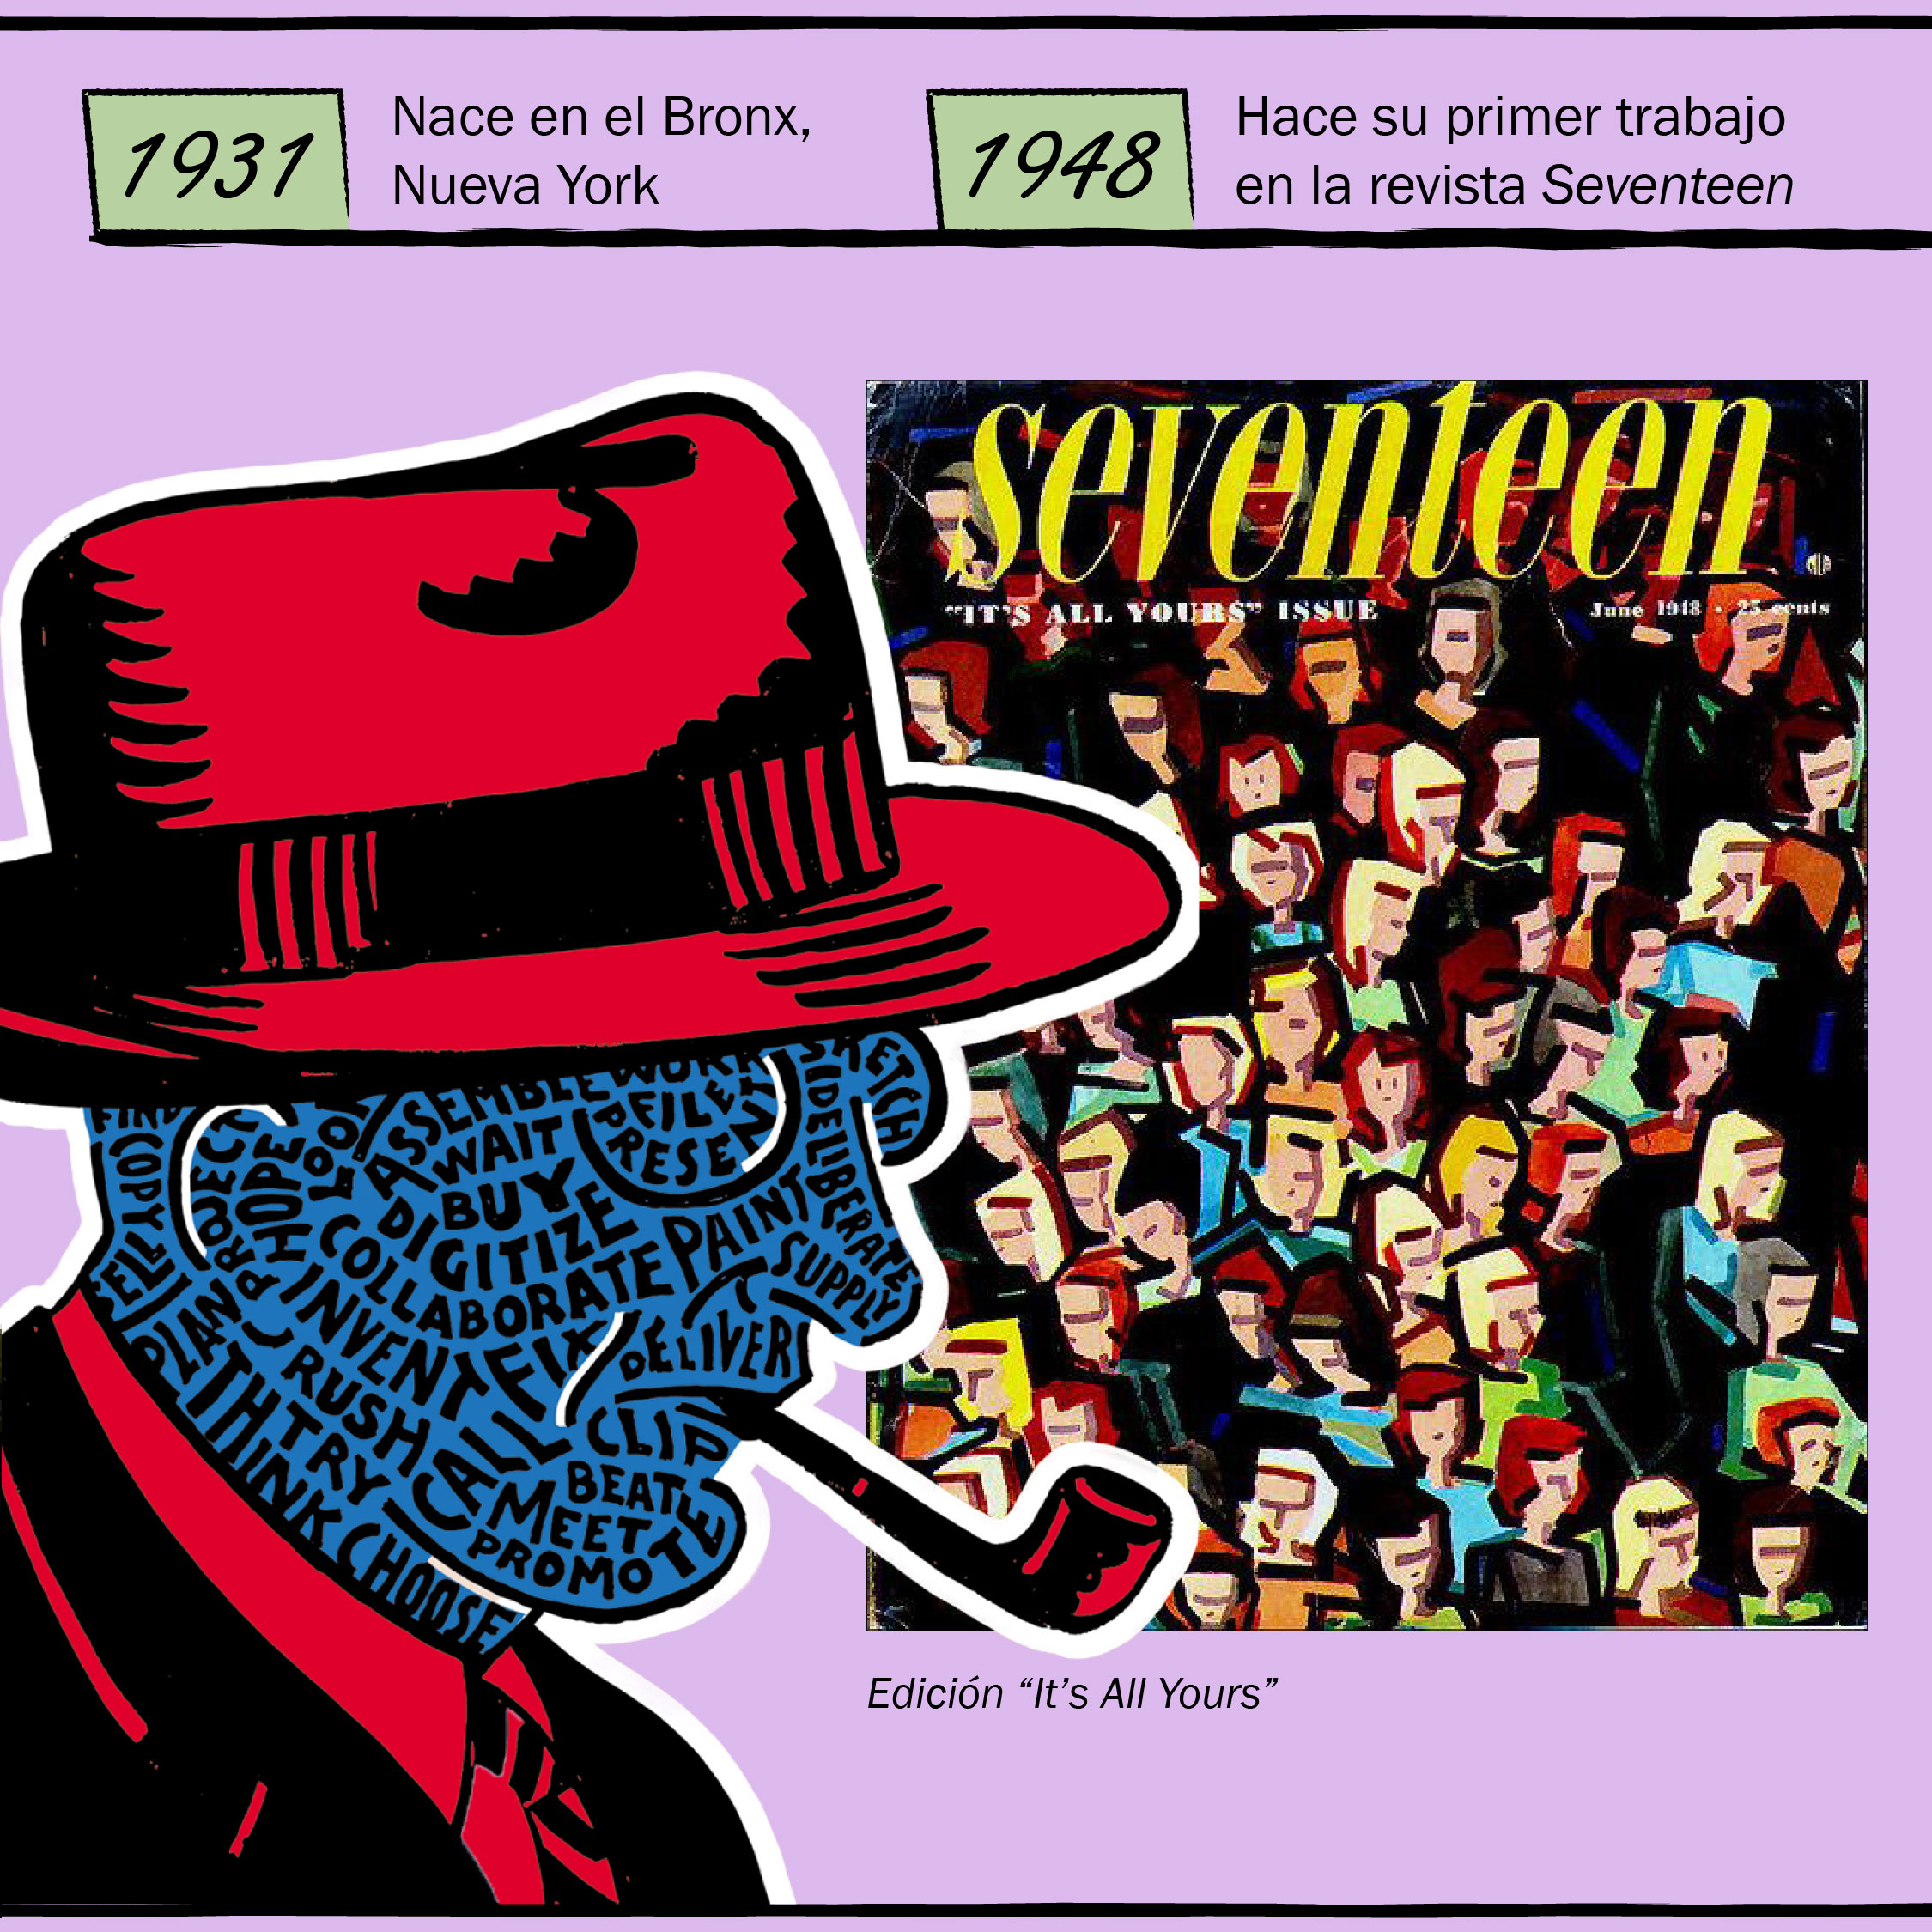 1931
Nace en el Bronx,
Nueva York
1948
Hace su primer trabajo
en la revista Seventeen
seventeen
"IT'S ALL YOURS" ISSUE
June 1948 • 25 cents
SKETCH
ASSEMBLE WORK
FIND
FILE
SLIDE
COPY
PROJECT
HOPE
LOOK
WAIT
PRESENT
DELIBERATE
BUY
DIGITIZE
PAINT
SELL
COLLABORATE
SUPPLY
PLAN
INVENT
FIX
DELIVER
THINK
TRY
RUSH
CALL
CLIP
BEAT
MEET
PROMOTE
CHOOSE
Edición “It’s All Yours”